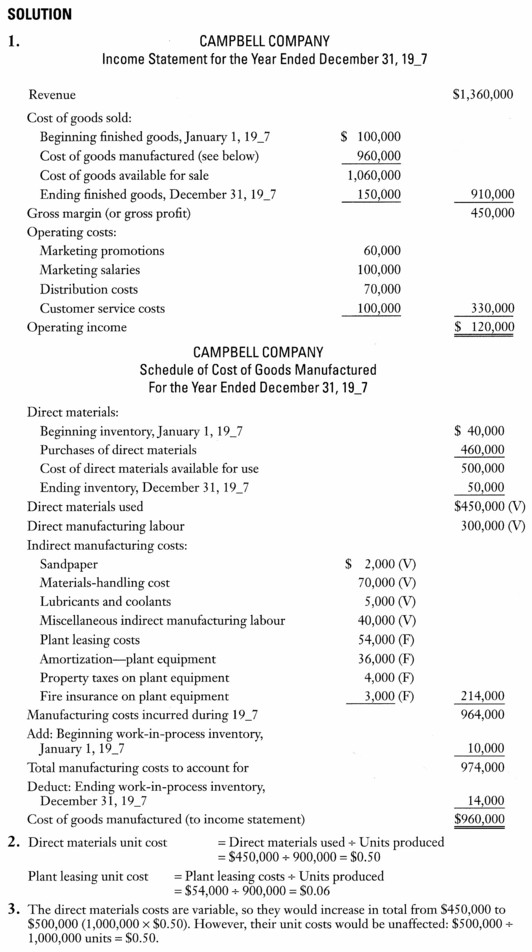 SOLUTION
1. CAMPBELL COMPANY
Income Statement for the Year Ended December 31, 19_7
Revenue $1,360,000
Cost of goods sold:
Beginning finished goods, January 1, 19_7 $ 100,000
Cost of goods manufactured (see below) 960,000
Cost of goods available for sale 1,060,000
Ending finished goods, December 31, 19_7 150,000 910,000
Gross margin (or gross profit) 450,000
Operating costs:
Marketing promotions 60,000
Marketing salaries 100,000
Distribution costs 70,000
Customer service costs 100,000 330,000
Operating income $ 120,000
CAMPBELL COMPANY
Schedule of Cost of Goods Manufactured
For the Year Ended December 31, 19_7
Direct materials:
Beginning inventory, January 1, 19_7 $ 40,000
Purchases of direct materials 460,000
Cost of direct materials available for use 500,000
Ending inventory, December 31, 19_7 50,000
Direct materials used $450,000 (V)
Direct manufacturing labour 300,000 (V)
Indirect manufacturing costs:
Sandpaper $ 2,000 (V)
Materials-handling cost 70,000 (V)
Lubricants and coolants 5,000 (V)
Miscellaneous indirect manufacturing labour 40,000 (V)
Plant leasing costs 54,000 (F)
Amortization—plant equipment 36,000 (F)
Property taxes on plant equipment 4,000 (F)
Fire insurance on plant equipment 3,000 (F) 214,000
Manufacturing costs incurred during 19_7 964,000
Add: Beginning work-in-process inventory,
January 1, 19_7 10,000
Total manufacturing costs to account for 974,000
Deduct: Ending work-in-process inventory,
December 31, 19_7 14,000
Cost of goods manufactured (to income statement) $960,000
2. Direct materials unit cost = Direct materials used ÷ Units produced
= $450,000 ÷ 900,000 = $0.50
Plant leasing unit cost = Plant leasing costs ÷ Units produced
= $54,000 ÷ 900,000 = $0.06
3. The direct materials costs are variable, so they would increase in total from $450,000 to
$500,000 (1,000,000 × $0.50). However, their unit costs would be unaffected: $500,000 ÷
1,000,000 units = $0.50.